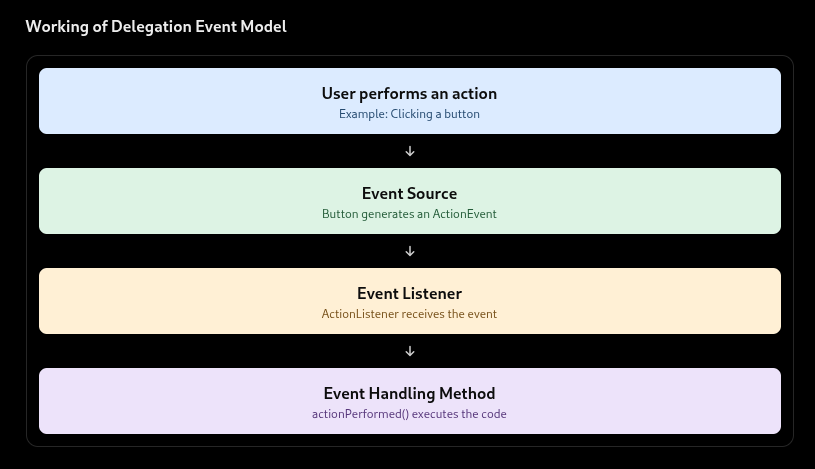 Working of Delegation Event Model
User performs an action
Example: Clicking a button
↓
Event Source
Button generates an ActionEvent
↓
Event Listener
ActionListener receives the event
↓
Event Handling Method
actionPerformed() executes the code